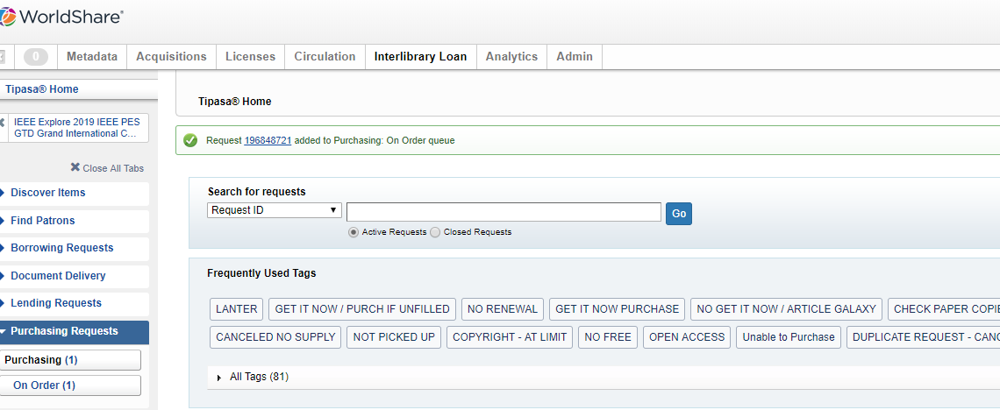 WorldShare®
0 Metadata Acquisitions Licenses Circulation Interlibrary Loan Analytics Admin
Tipasa® Home
IEEE Explore 2019 IEEE PES
GTD Grand International C...
Close All Tabs
Discover Items
Find Patrons
Borrowing Requests
Document Delivery
Lending Requests
Purchasing Requests
Purchasing (1)
On Order (1)
Tipasa® Home
Request 196848721 added to Purchasing: On Order queue
Search for requests
Request ID Go
Active Requests Closed Requests
Frequently Used Tags
LANTER GET IT NOW / PURCH IF UNFILLED NO RENEWAL GET IT NOW PURCHASE NO GET IT NOW / ARTICLE GALAXY CHECK PAPER COPIE
CANCELED NO SUPPLY NOT PICKED UP COPYRIGHT - AT LIMIT NO FREE OPEN ACCESS Unable to Purchase DUPLICATE REQUEST - CANC
All Tags (81)